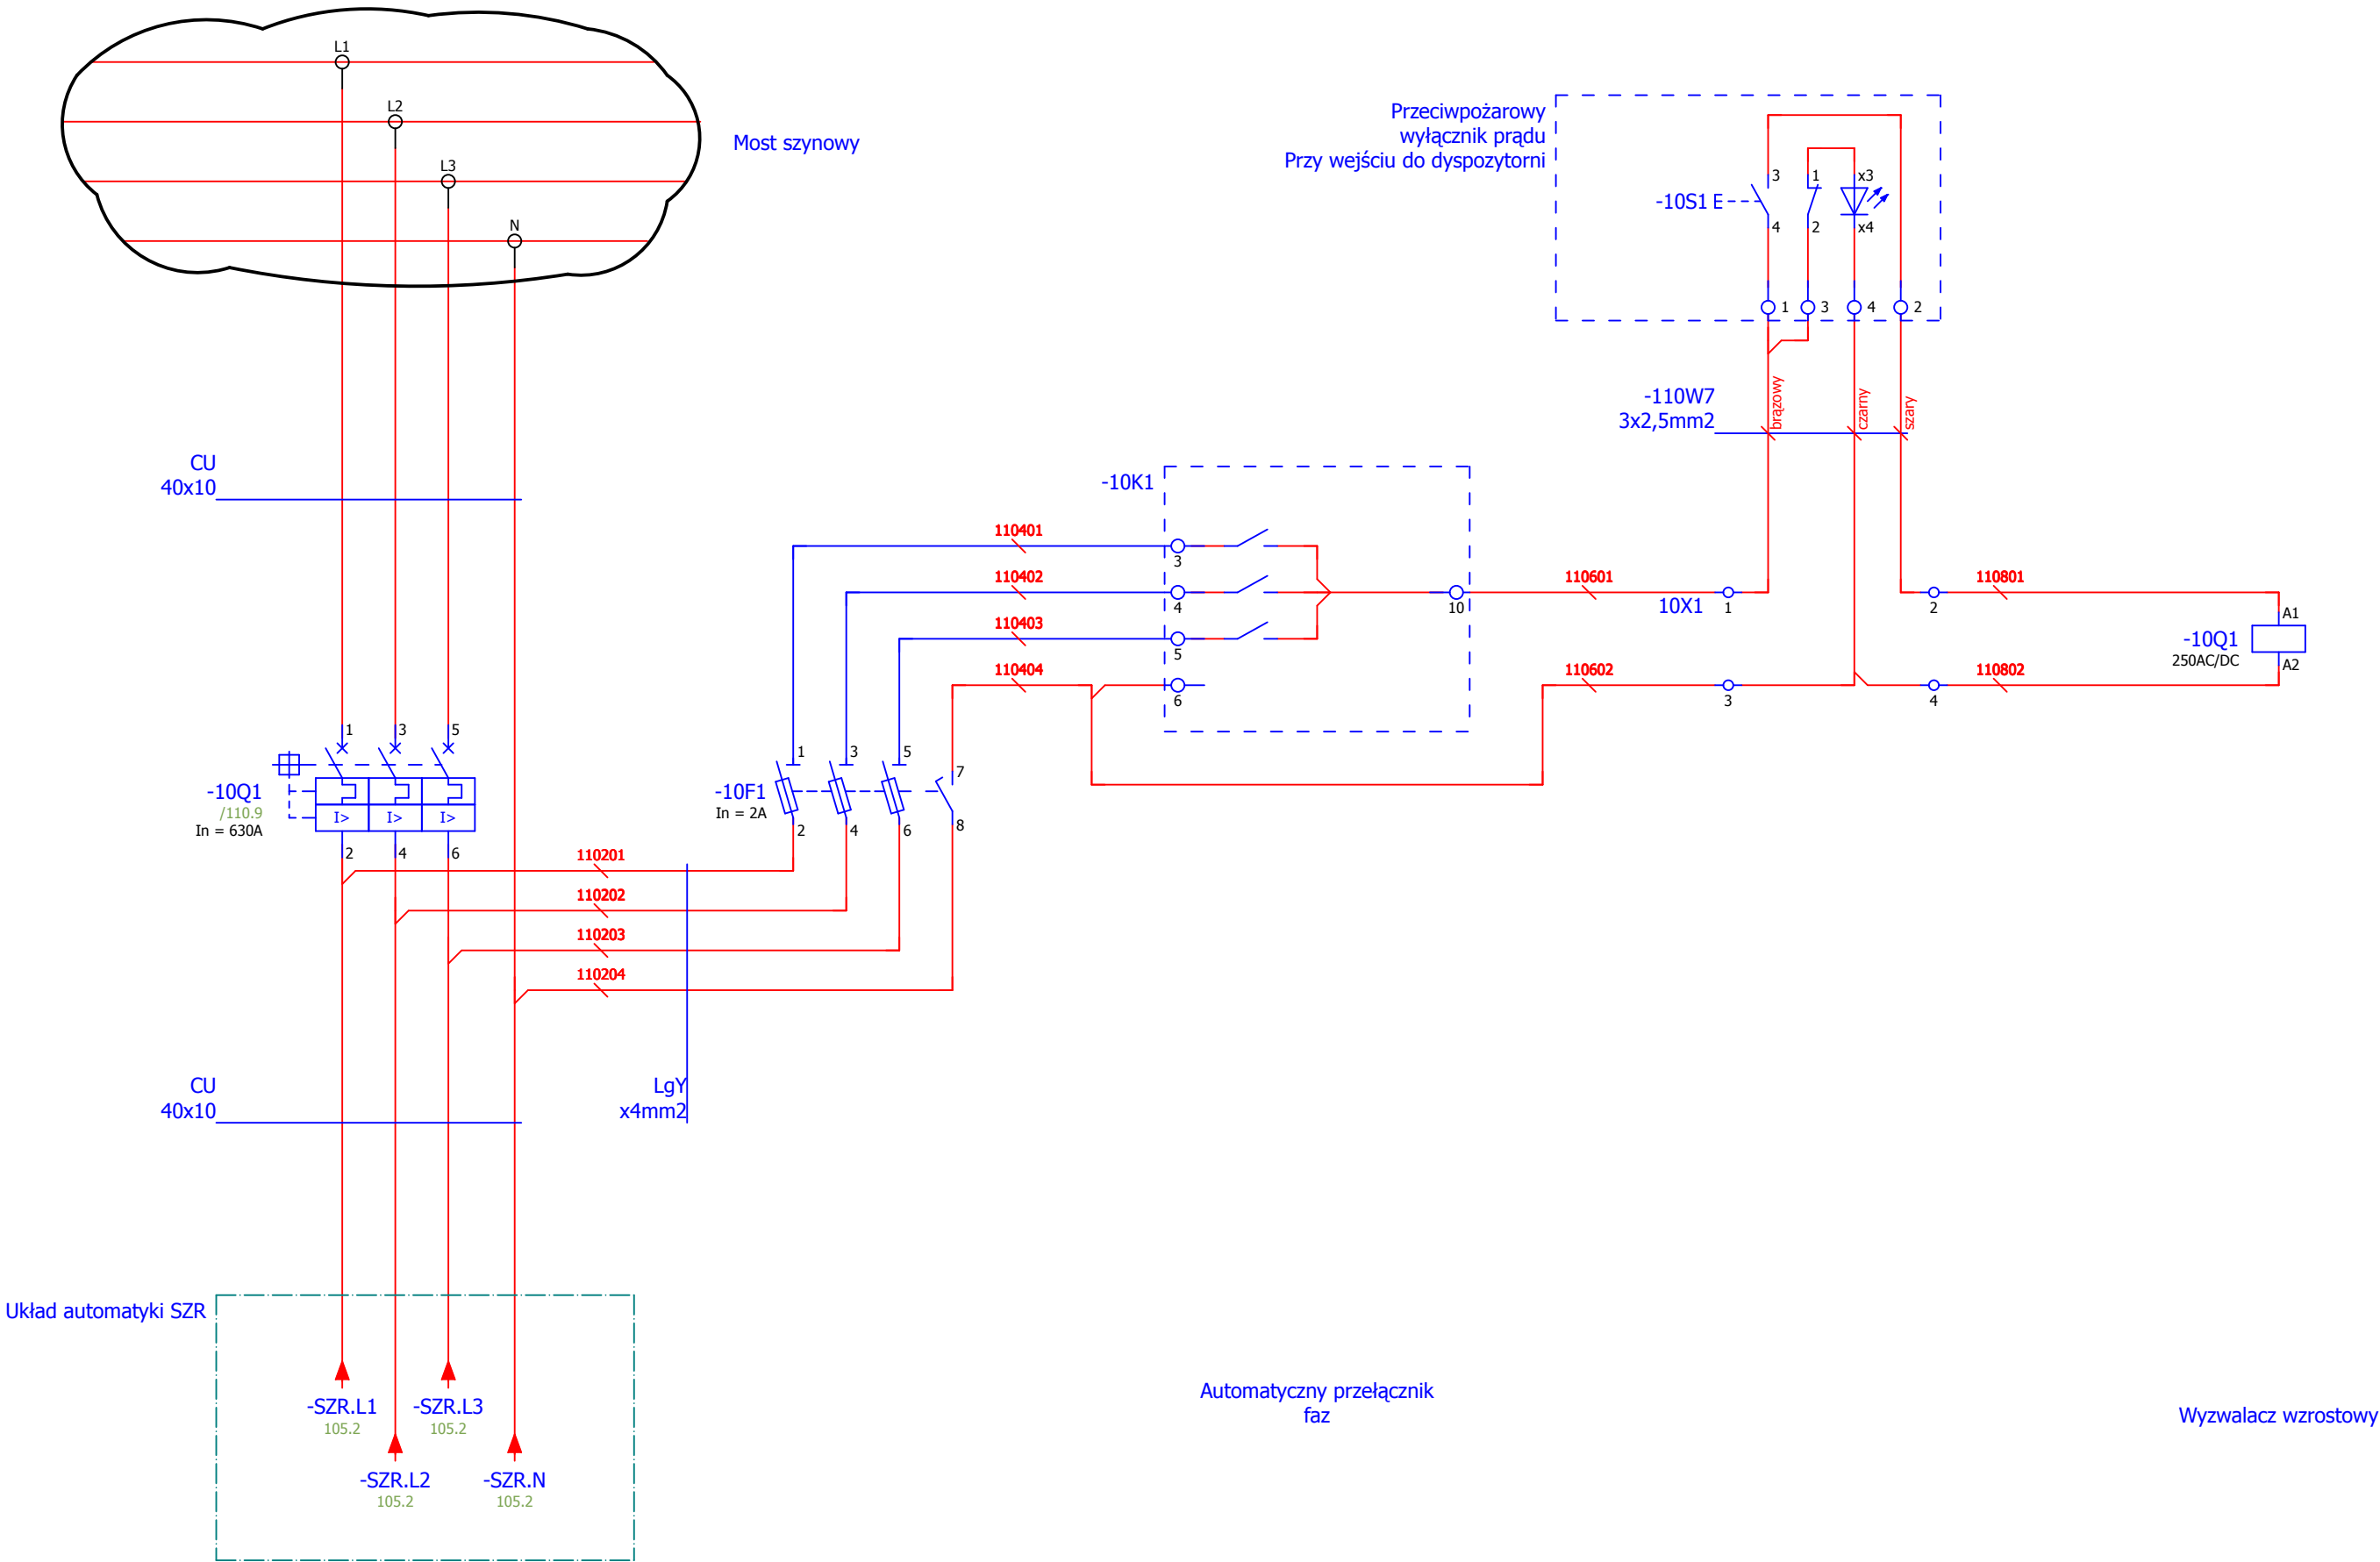 L1
L2
L3
N
Most szynowy
Przeciwpożarowy
wyłącznik prądu
Przy wejściu do dyspozytorni
-10S1
3
4
1
2
x3
x4
1
3
4
2
-110W7
3x2,5mm2
brązowy
czarny
szary
CU
40x10
-10K1
110401
3
110402
4
110403
5
110404
6
10
110601
10X1
1
2
110801
110602
3
4
110802
A1
-10Q1
250AC/DC
A2
-10Q1
/110.9
In = 630A
1
3
5
I>
I>
I>
2
4
6
-10F1
In = 2A
1
3
5
7
2
4
6
8
110201
110202
110203
110204
CU
40x10
LgY
x4mm2
Układ automatyki SZR
-SZR.L1
105.2
-SZR.L3
105.2
-SZR.L2
105.2
-SZR.N
105.2
Automatyczny przełącznik
faz
Wyzwalacz wzrostowy